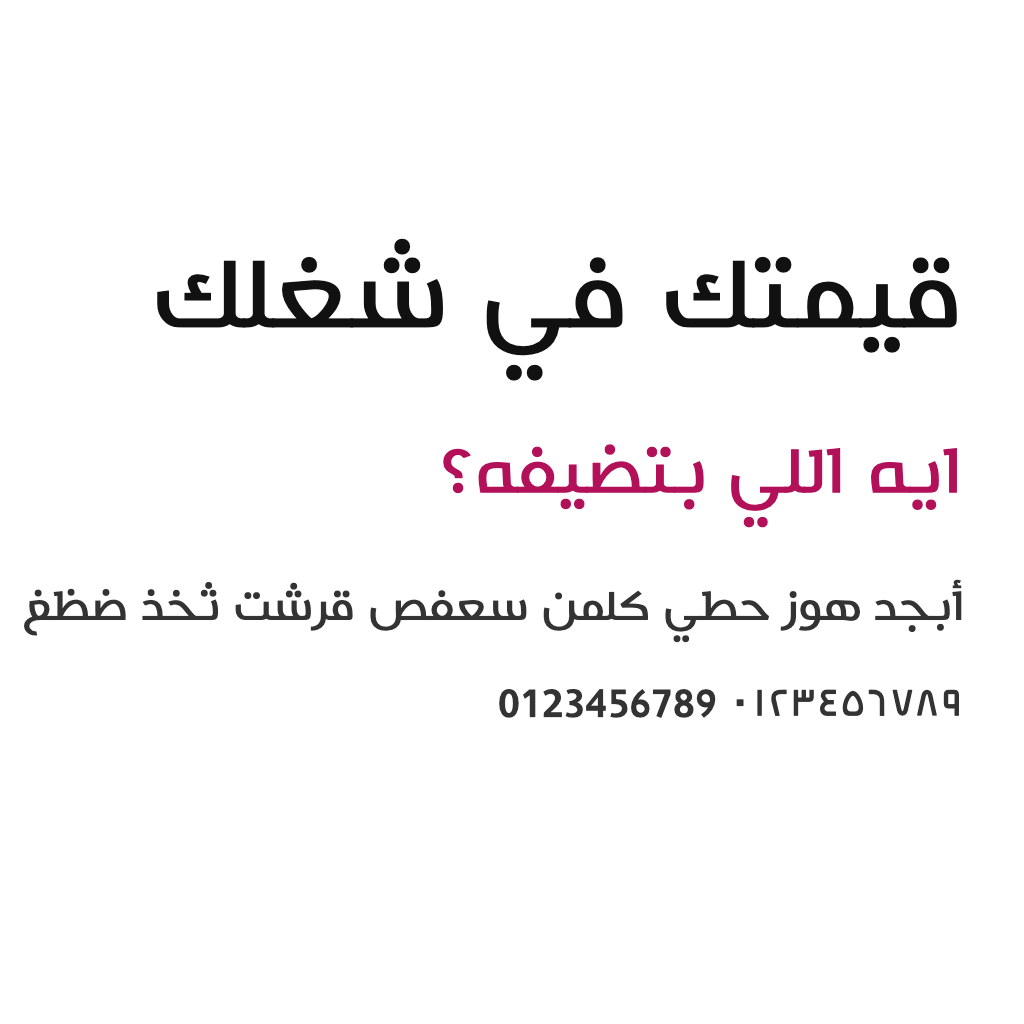 قيمتك في شغلك
ايه اللي بتضيفه؟
أبجد هوز حطي كلمن سعفص قرشت ثخذ ضظغ
0123456789 ٠١٢٣٤٥٦٧٨٩